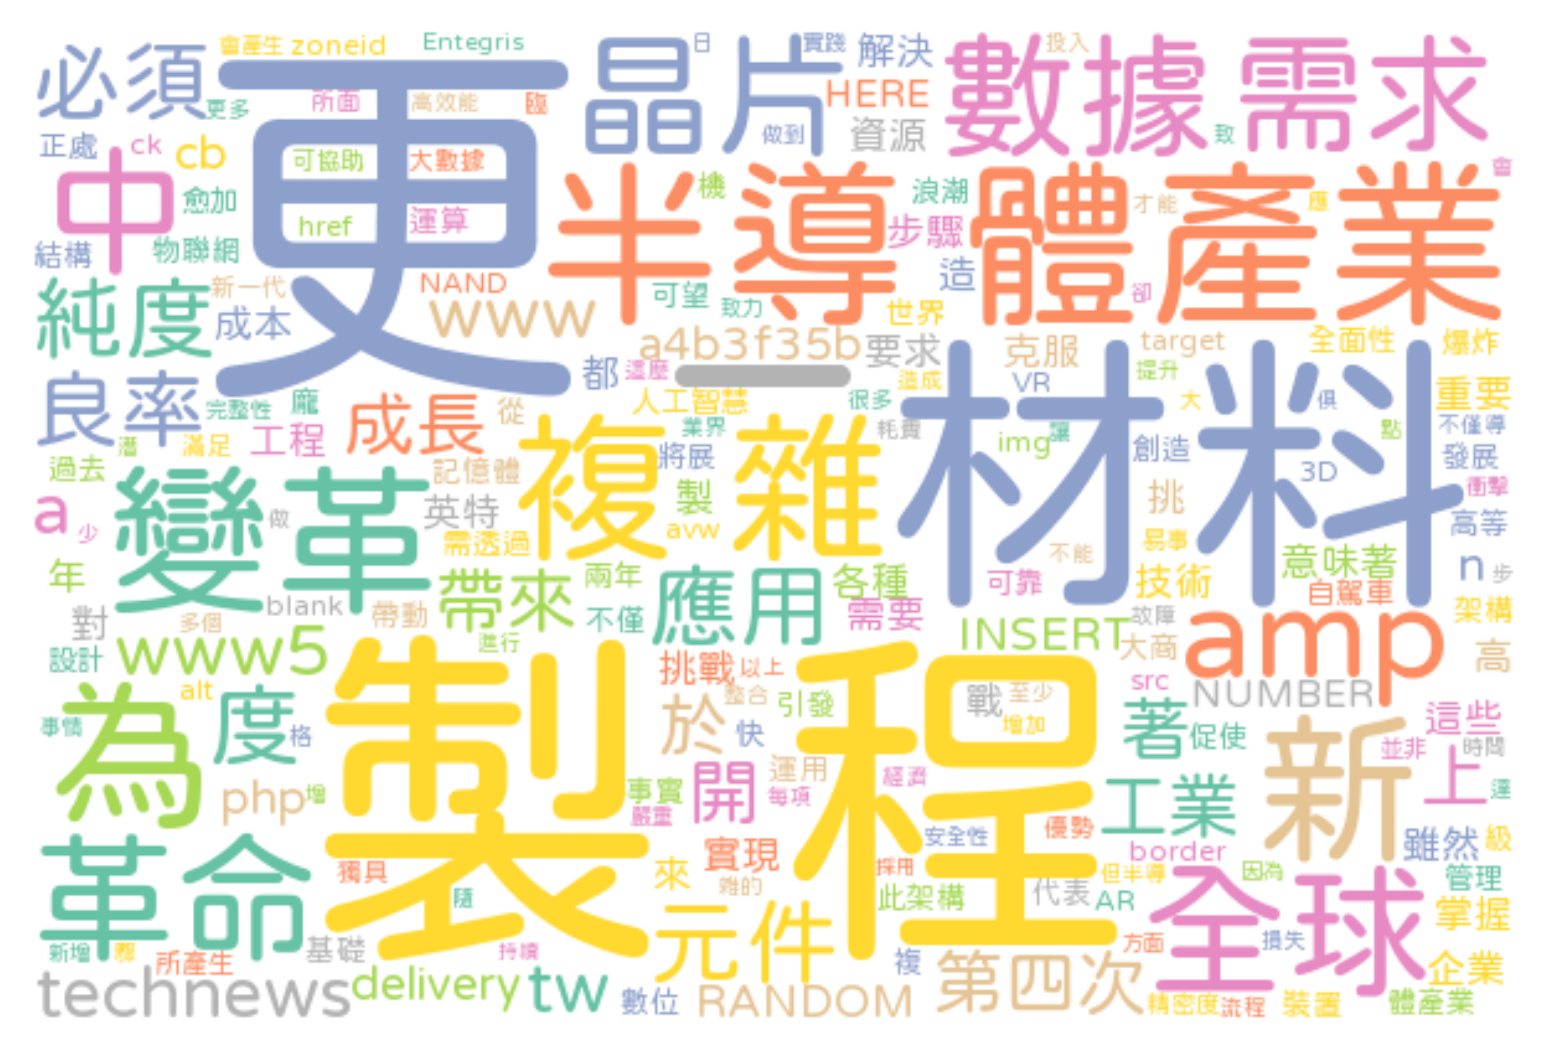 必須
會產生
zoneid
Entegris
晶片
日
實踐
解決
數據
投入
需求
更多
更
所面
高效能
臨
HERE
做到
資源
致
正處
ck
cb
可協助
大數據
中
愈加
href
運算
半導
機
浪潮
體產業
才能
應
會
步驟
結構
物聯網
NAND
可望
致力
造
卻
世界
純度
新一代
成本
www
a4b3f35b
要求
克服
target
全面性
爆炸
良率
都
這麼
一
造成
VR
提升
材料
完整性
龐
成長
從
人工智慧
很多
大
俱
重要
潛
滿足
工程
複雜
業界
耗費
img
讓
創造
點
不僅導
過去
記憶體
將展
3D
發展
a
少
變革
做
英特
製
挑
衝擊
高等
需透過
avw
不能
易事
意味著
n
步
年
blank
帶動
帶來
兩年
不僅
應用
各種
需要
可靠
技術
自駕車
架構
對
多個
進行
INSERT
故障
大商
amp
高
設計
www5
製程
挑戰
以上
src
NUMBER
alt
整合
引發
戰
至少
增加
為
度
格
於
快
著
促使
新
這些
並非
時間
事情
php
增
事實
嚴重
開
運用
每項
經濟
工業
上
達
安全性
優勢
雖然
級
革命
獨具
實現
來
雜的
採用
border
但半導
因為
管理
隨
元件
此架構
代表
AR
全球
掌握
新增
基礎
持續
方面
損失
所產生
複
第四次
企業
technews
delivery
tw
數位
RANDOM
精密度
流程
裝置
體產業